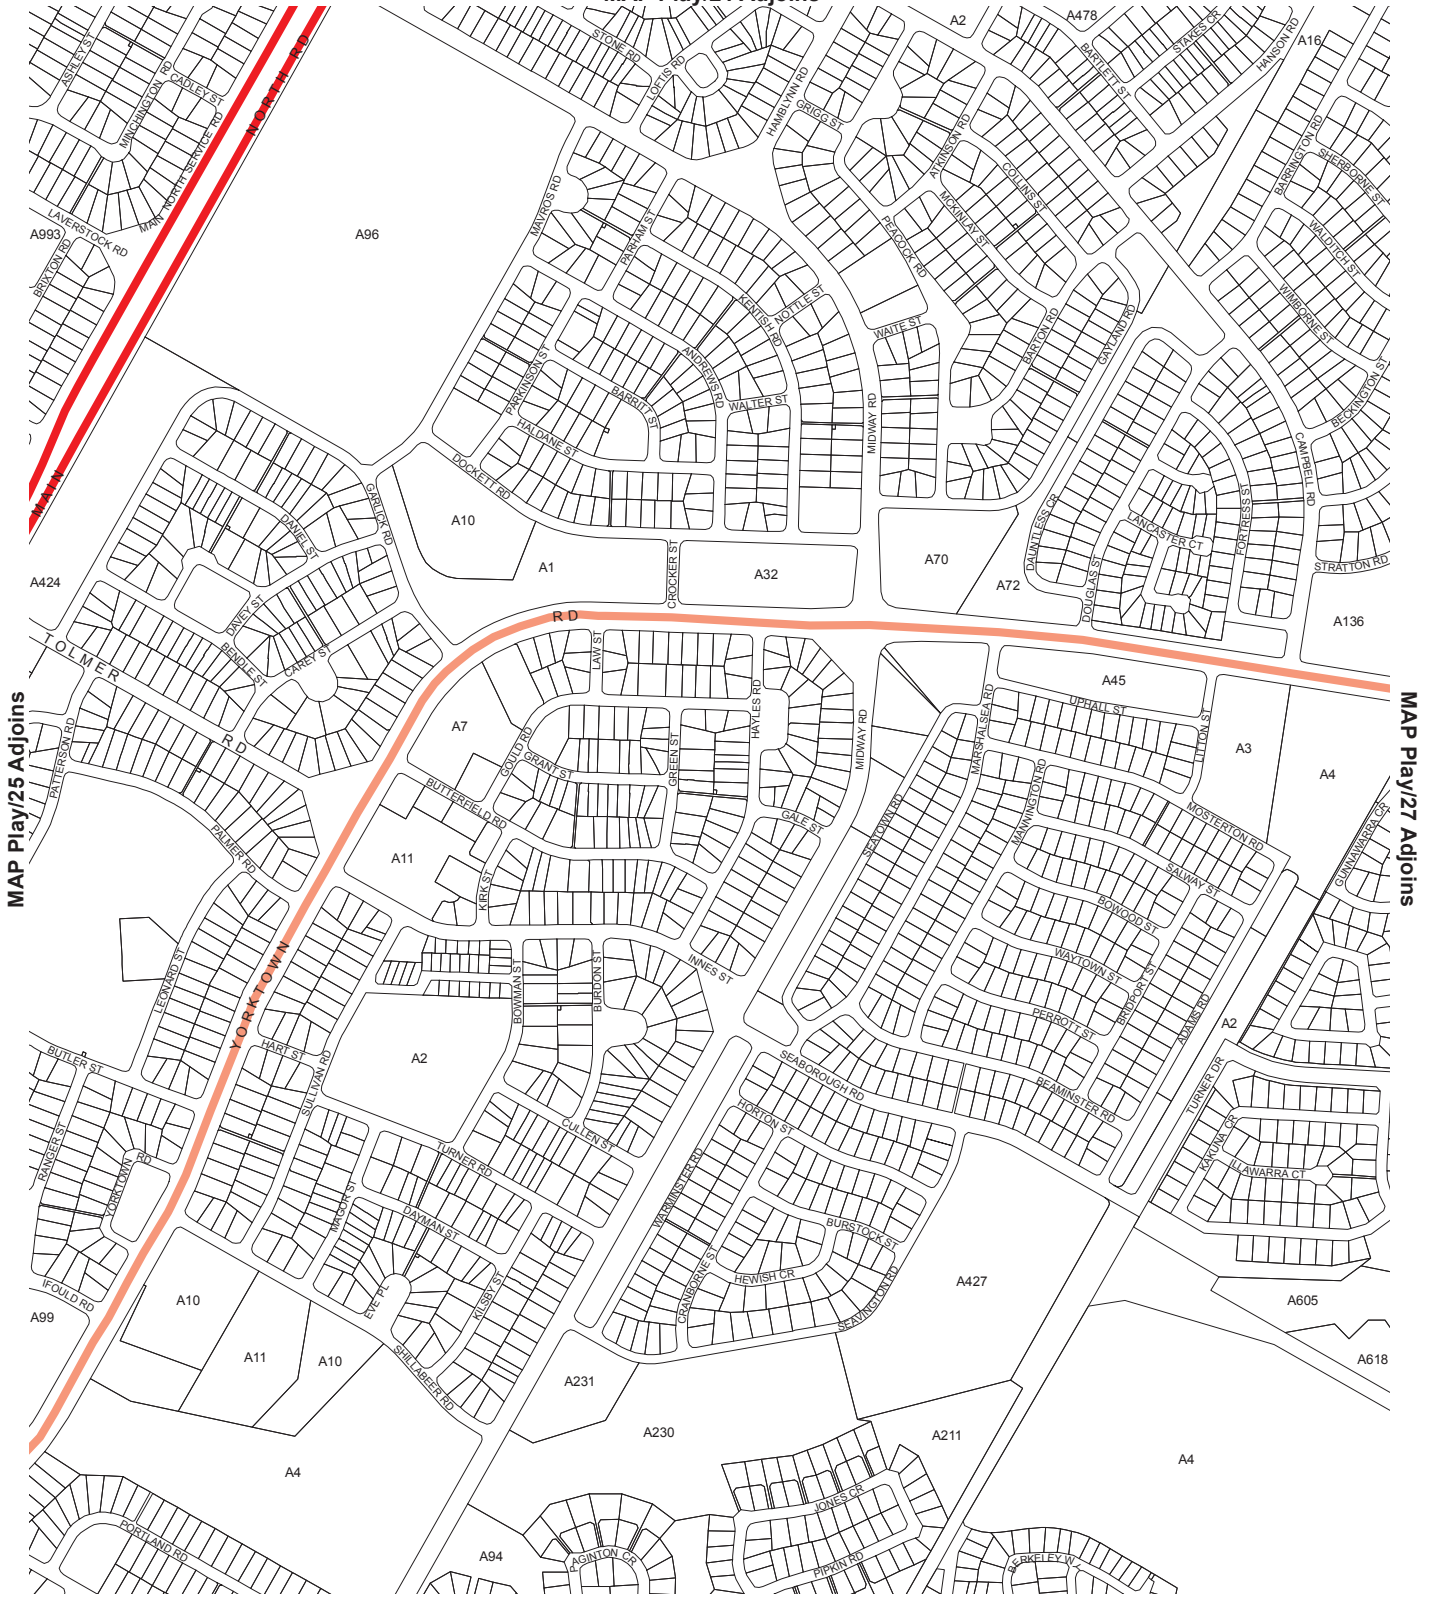 STONE RD
LOFTIS RD
A2
A478
STAKES CR
HANSON RD
A16
BARTLETT ST
ASHLEY ST
MINCHINGTON RD
CADLEY ST
MAIN NORTH SERVICE RD
NORTH RD
HAMBLYNN RD
GRIGG ST
ATKINSON RD
COLLINS ST
BARRINGTON RD
SHERBORNE ST
MAVROS RD
PARHAM ST
MCKINLAY ST
PEACOCK RD
WALDITCH ST
LAVERSTOCK RD
A993
BRIXTON RD
A96
KENTISH RD
NOTTLE ST
WAITE ST
BARTON RD
GAYLAND RD
WIMBORNE ST
BECKINGTON ST
PARKINSON ST
BARRITT ST
ANDREWS RD
WALTER ST
MIDWAY RD
HALDANE ST
DOCKETT RD
CAMPBELL RD
FORTRESS ST
LANCASTER CT
DAUNTLESS CR
DOUGLAS ST
STRATTON RD
MAIN
GARLICK RD
DANIEL ST
A10
A1
CROCKER ST
A32
A70
A72
A136
A424
DAVEY ST
BENDLE ST
CAREY ST
TOLMER
RD
RD
LAW ST
A45
UPHALL ST
LITTON ST
A3
A4
MAP Play/25 Adjoins
MAP Play/27 Adjoins
PATTERSON RD
PALMER RD
A7
GOULD RD
GRANT ST
BUTTERFIELD RD
GREEN ST
HAYLES RD
GALE ST
MIDWAY RD
SEATOWN RD
MARSHALSEA RD
MANNINGTON RD
MOSTERTON RD
SALWAY ST
BOWOOD ST
WAYTOWN ST
PERROTT ST
BRIDPORT ST
ADAMS RD
GUNAWARRA CR
A11
KIRK ST
INNES ST
LEONARD ST
YORKTOWN
BOWMAN ST
BURDON ST
A2
A2
BUTLER ST
HART ST
SULLIVAN RD
SEABOROUGH RD
BEAMINSTER RD
TURNER DR
KAKUNA CR
ILLAWARRA CT
HORTON ST
CULLEN ST
TURNER RD
RANGER ST
YORKTOWN
RD
MAGOR ST
DAYMAN ST
WARMINSTER RD
BURSTOCK ST
HEWISH CR
CRANBORNE ST
SEAVINGTON RD
A427
EVE PL
KILSBY ST
IFOULD RD
A99
A10
A11
A10
SHILLABEER RD
A605
A618
A231
A230
A211
A4
A4
PORTLAND RD
A94
PAGINTON CR
JONES CR
PIPKIN RD